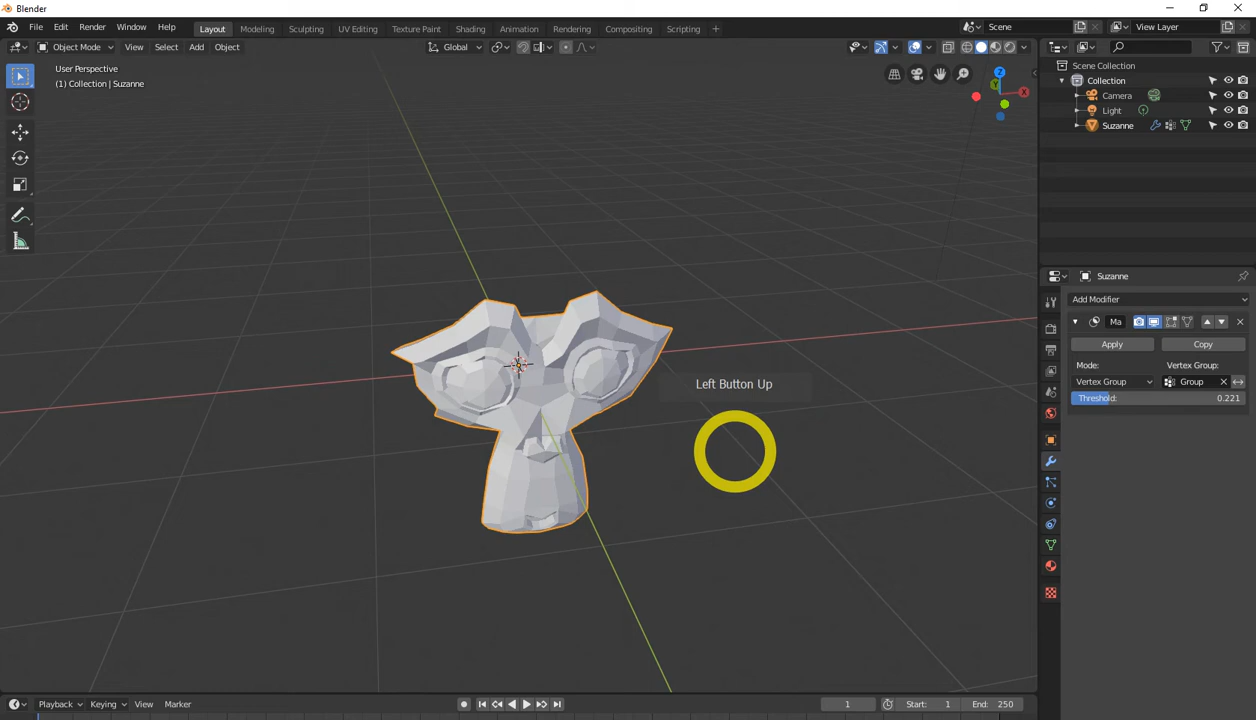 Blender
File Edit Render Window Help Layout Modeling Sculpting UV Editing Texture Paint Shading Animation Rendering Compositing Scripting + Scene View Layer
Object Mode View Select Add Object Global
User Perspective
(1) Collection | Suzanne
Z
X
Y
Scene Collection
Collection
Camera
Light
Suzanne
Suzanne
Add Modifier
Ma
Apply Copy
Mode: Vertex Group:
Vertex Group Group
Threshold: 0.221
Left Button Up
Playback Keying View Marker 1 Start: 1 End: 250